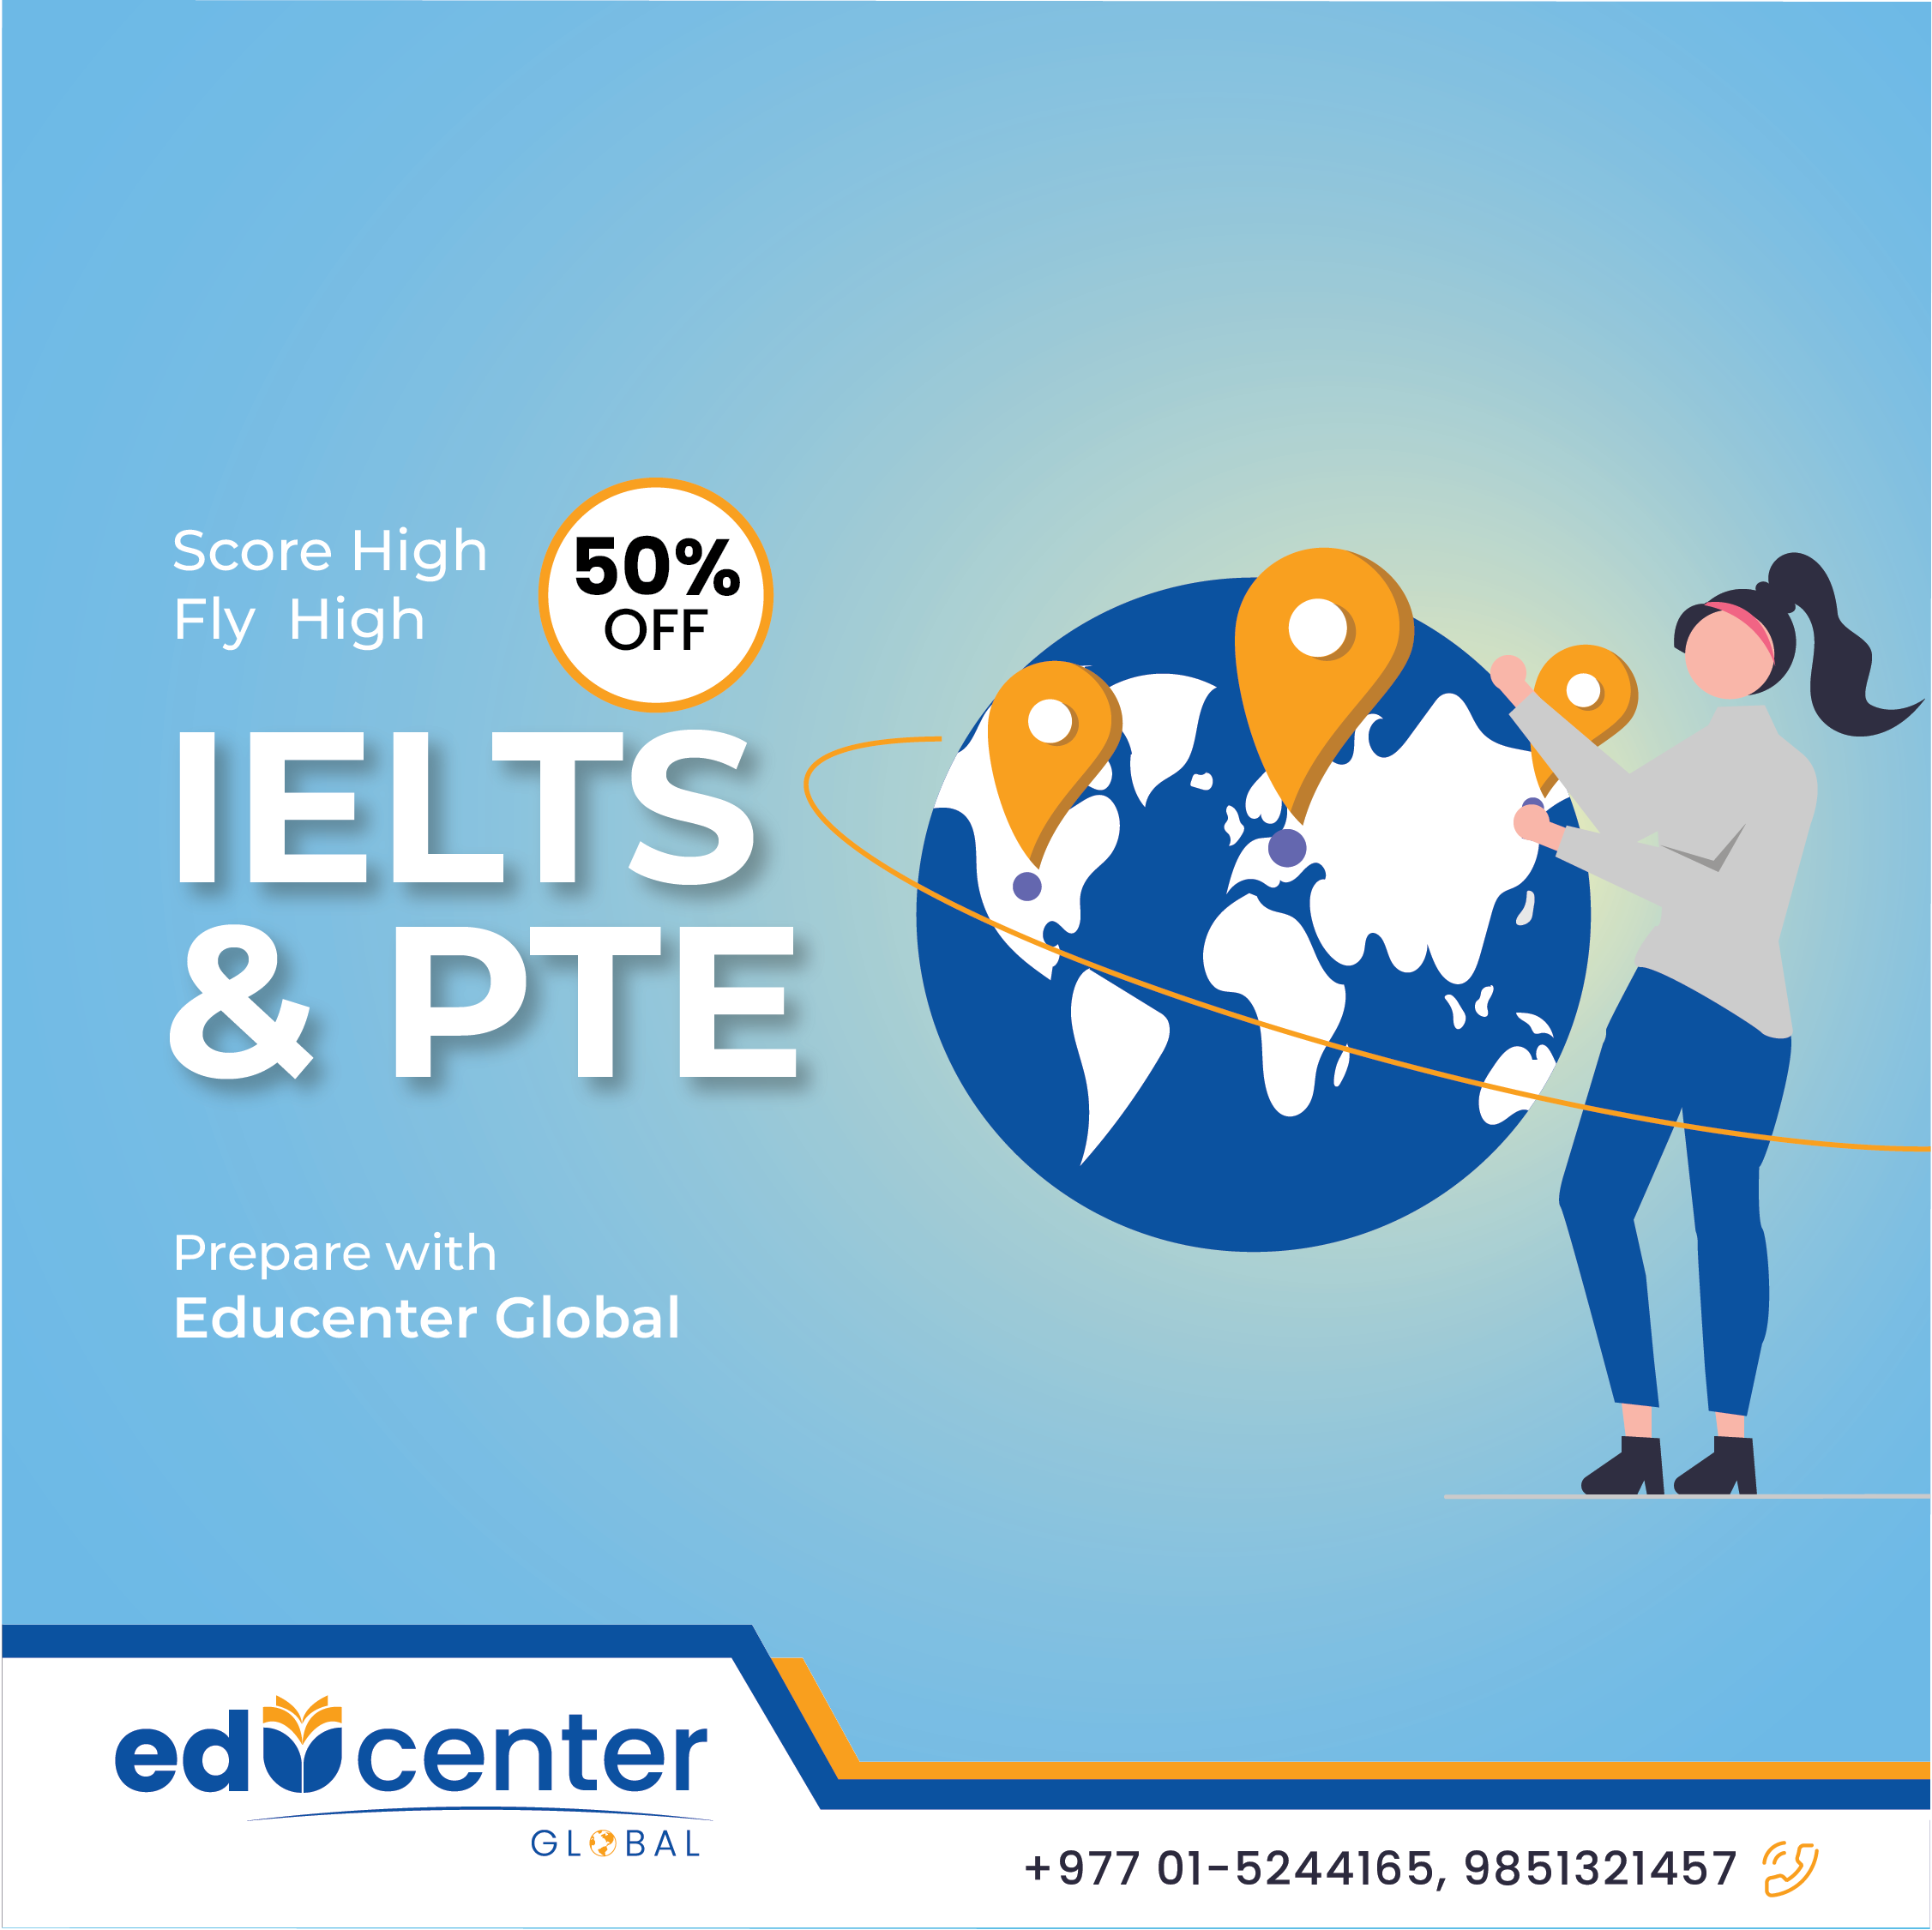 Score High
Fly High
50%
OFF
IELTS
& PTE
Prepare with
Educenter Global
educenter
GLOBAL
+977 01-5244165, 9851321457